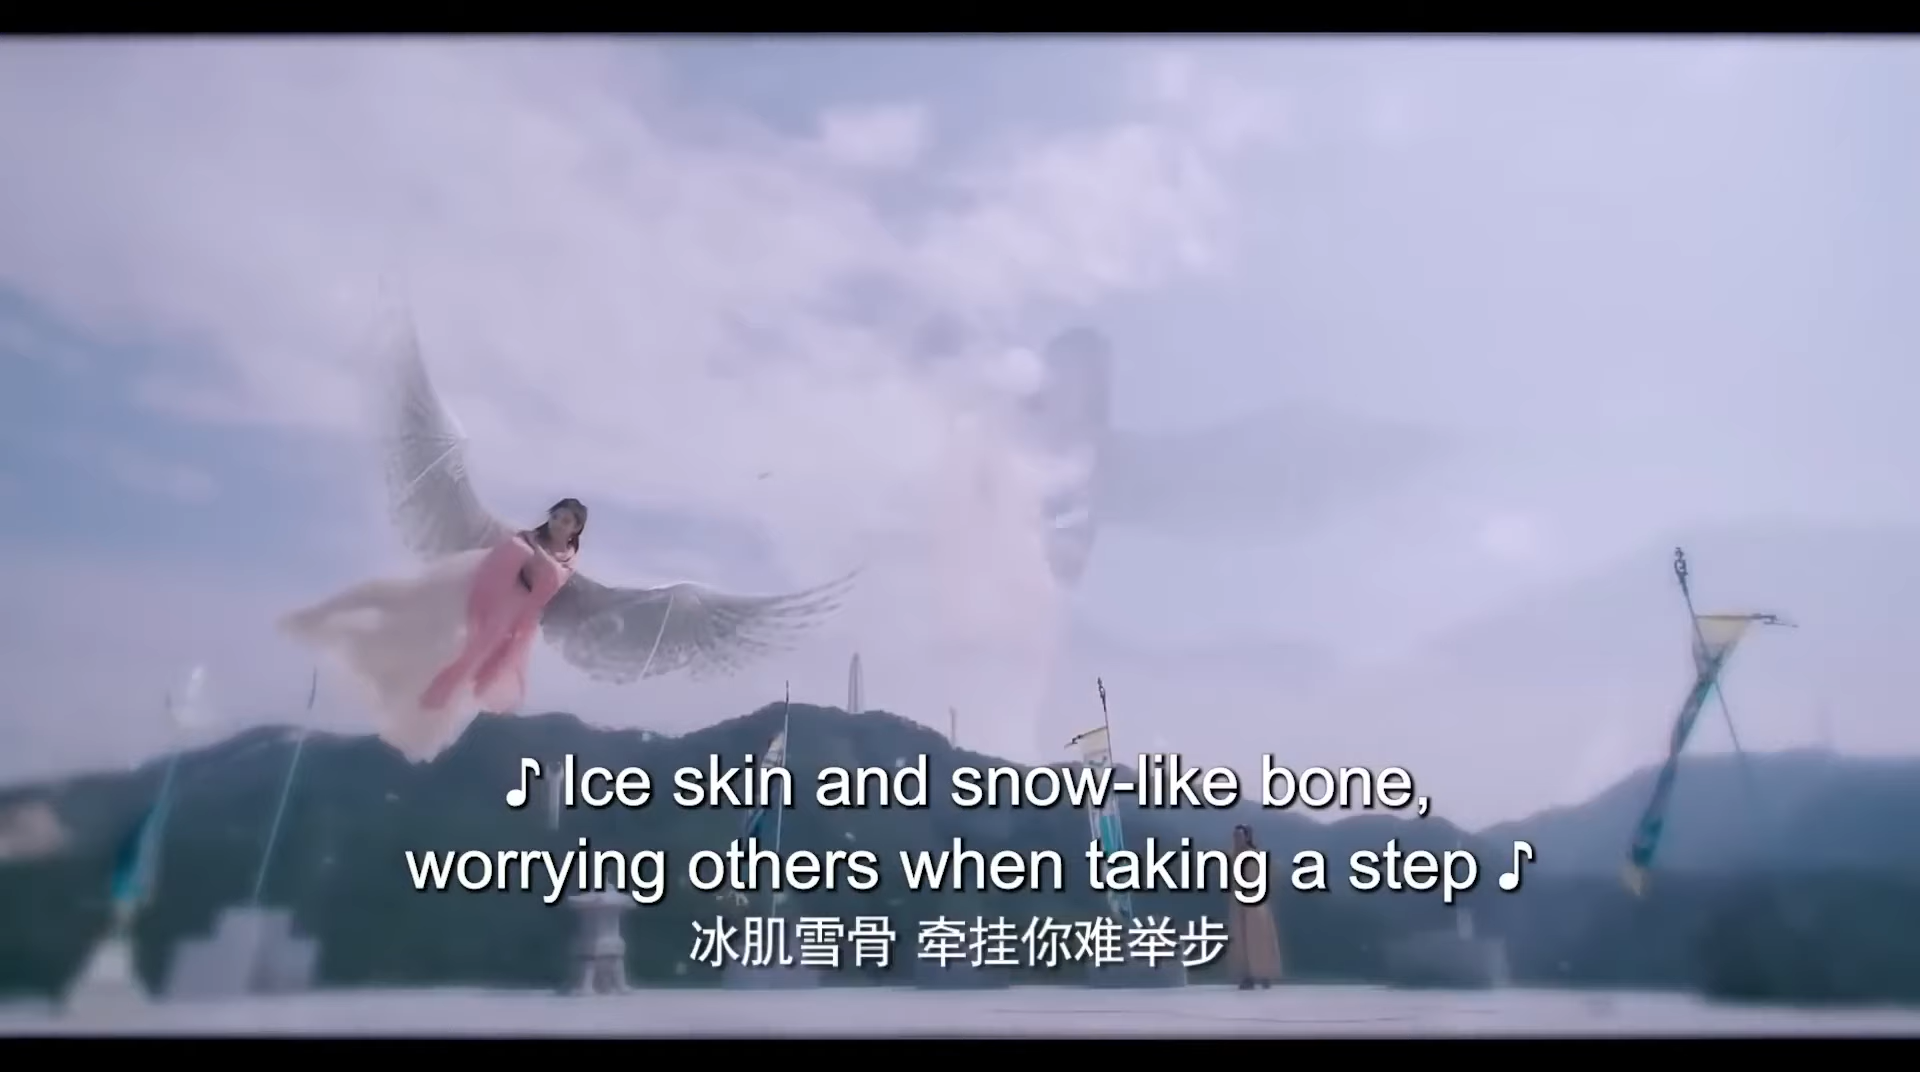 ♪ Ice skin and snow-like bone,
worrying others when taking a step ♪
冰肌雪骨 牵挂你难举步